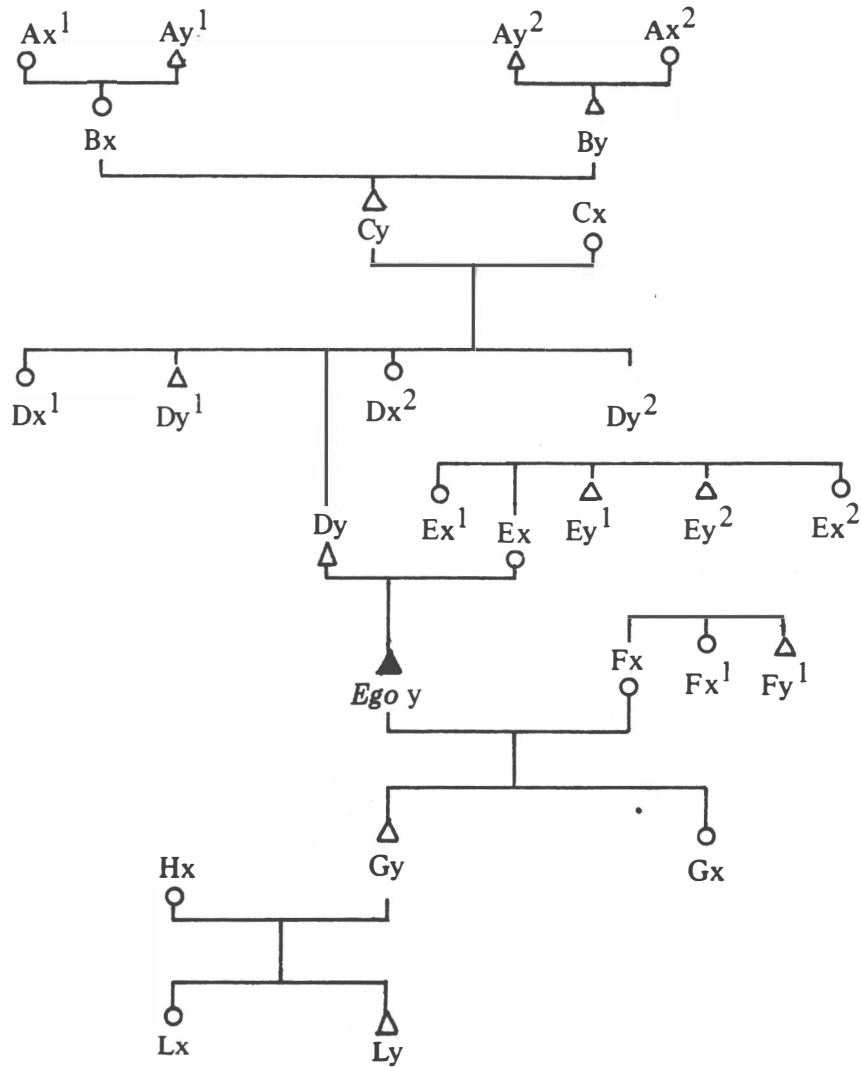 Ax¹ Ay¹ Ay² Ax²
Bx By
Cy Cx
Dx¹ Dy¹ Dx² Dy²
Dy Ex¹ Ex Ey¹ Ey² Ex²
Ego y Fx Fx¹ Fy¹
Hx Gy Gx
Lx Ly